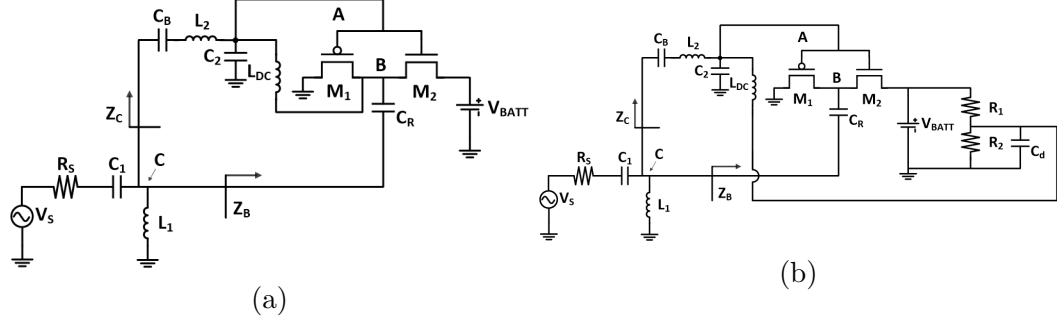 C_B L_2
C_2
L_DC
A
B
M_1
M_2
C_R
V_BATT
Z_C
R_S C_1
C
V_S
L_1
Z_B
(a)
C_B L_2
C_2
L_DC
A
B
M_1
M_2
C_R
V_BATT
R_1
R_2
C_d
Z_C
R_S C_1
C
V_S
L_1
Z_B
(b)